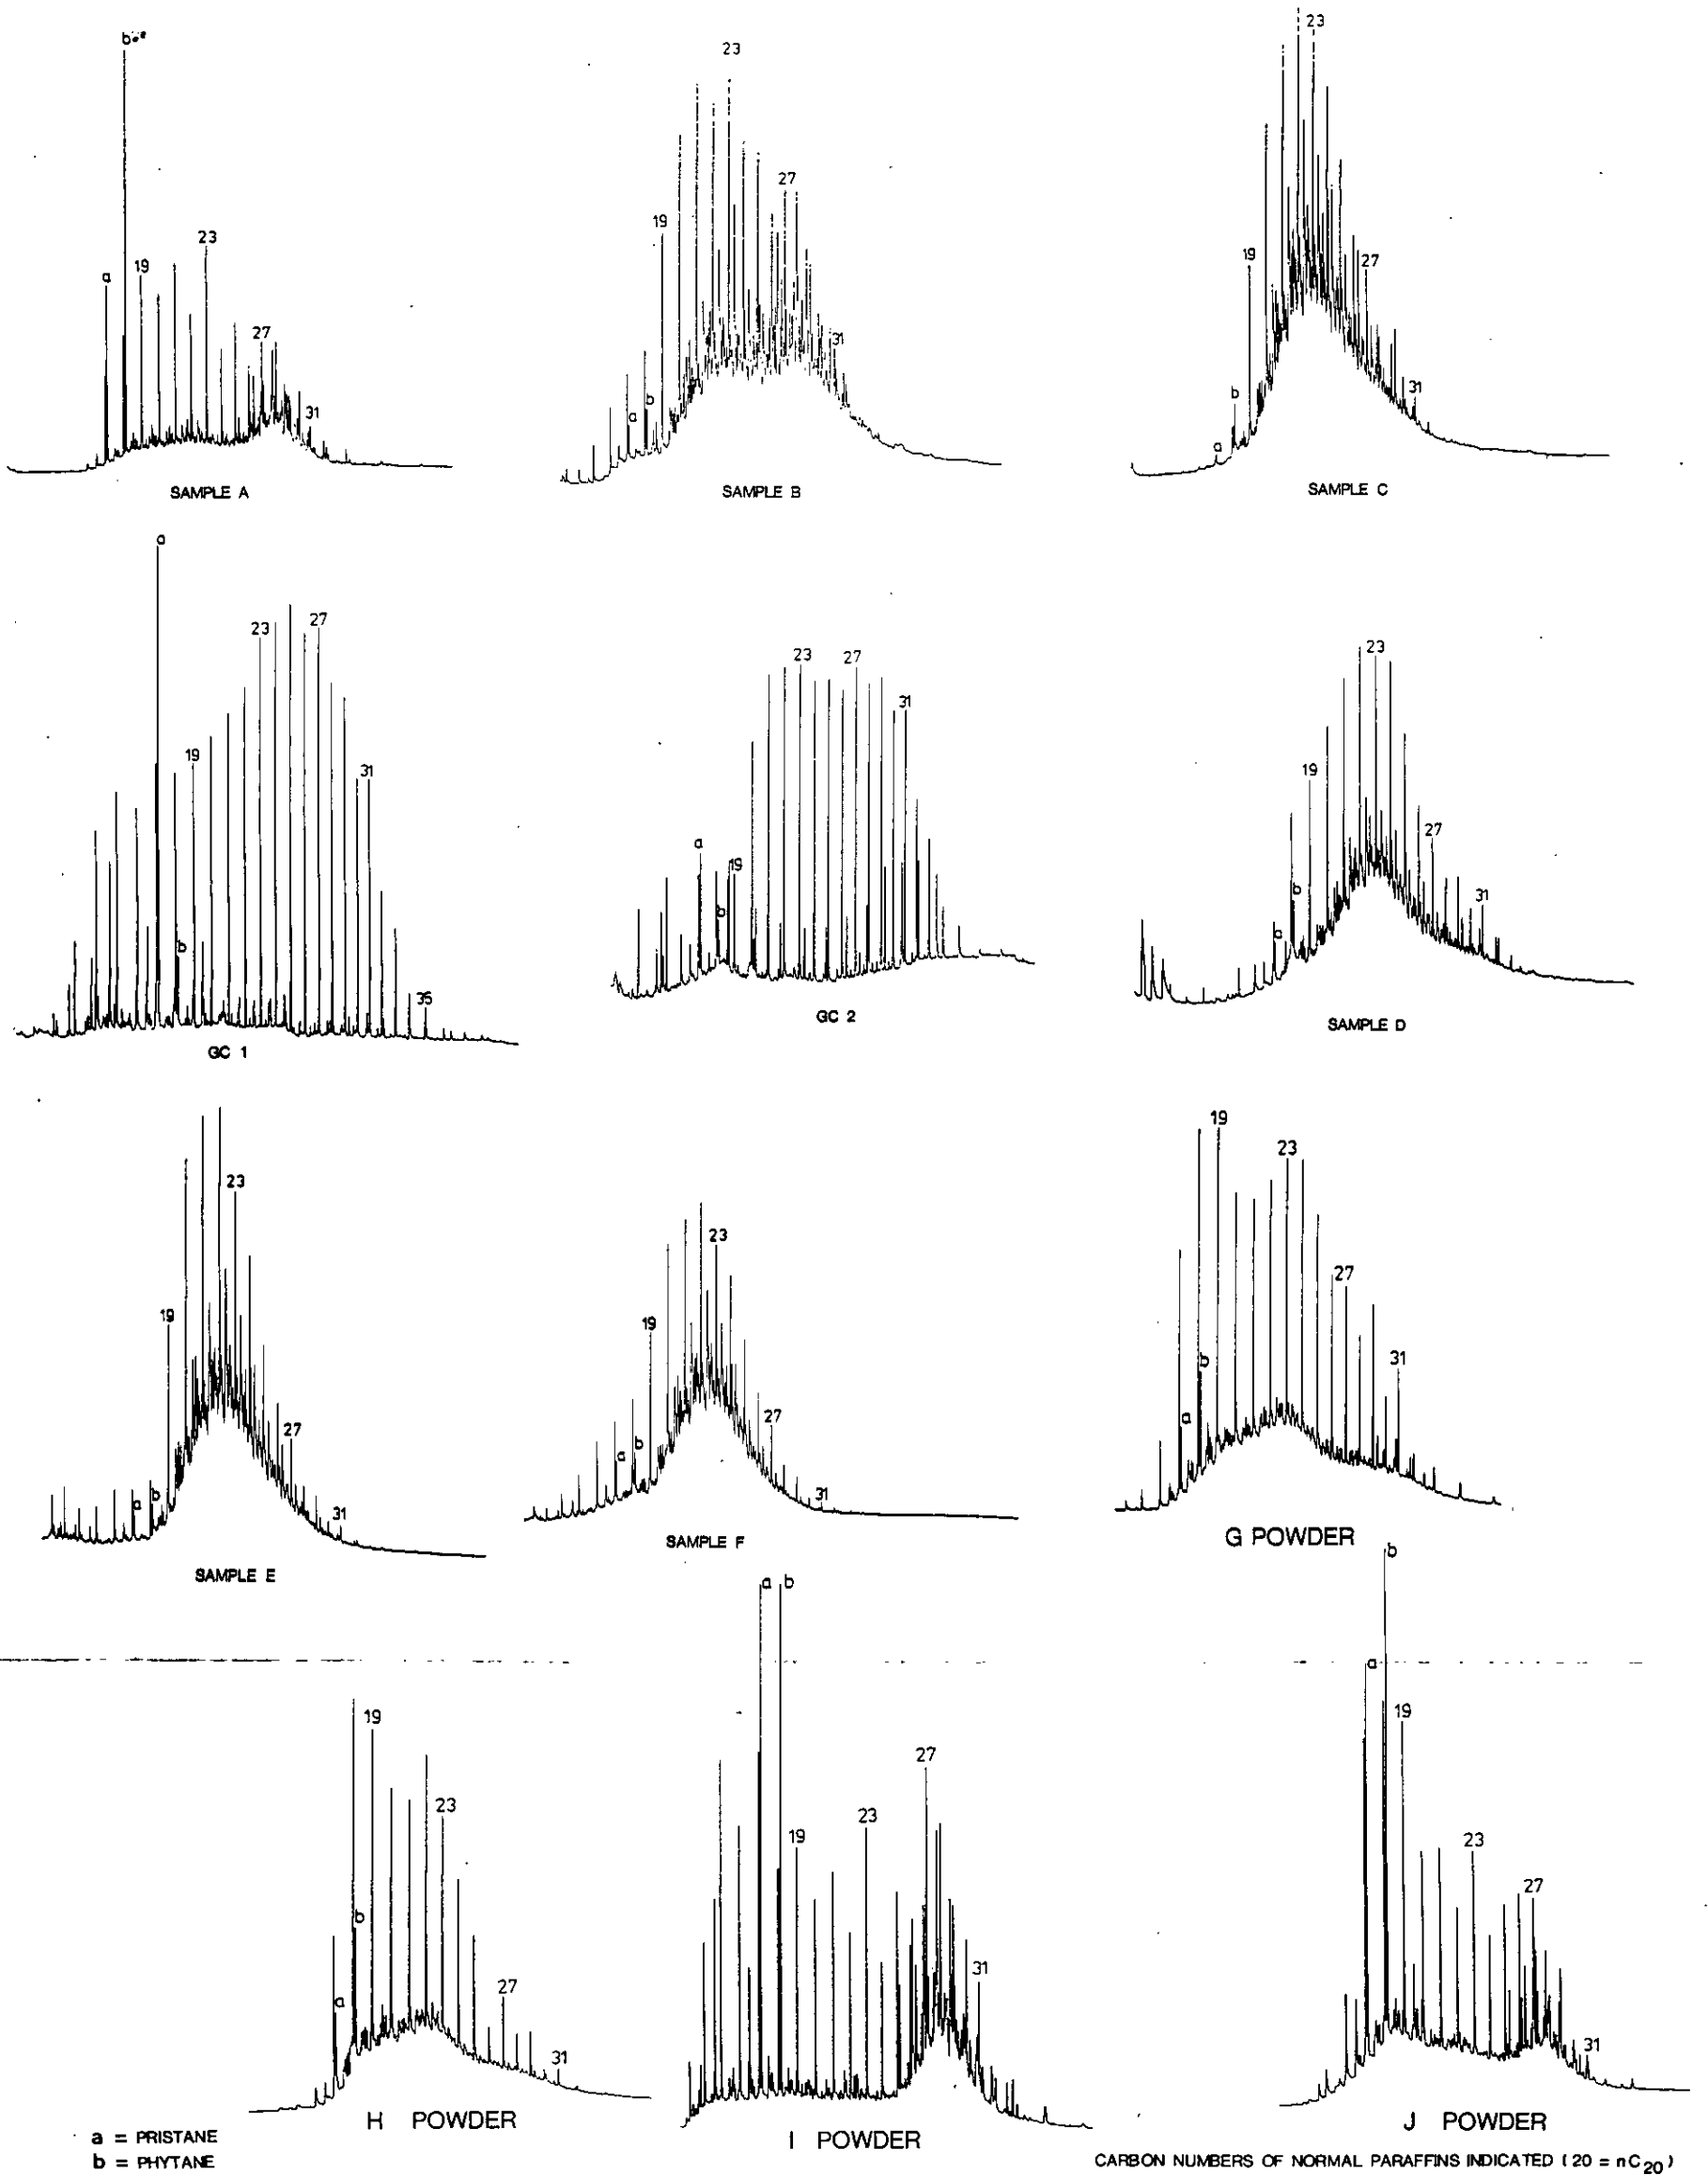 b
23
23
a
19
23
27
31
SAMPLE A
19
27
a
b
31
SAMPLE B
19
27
b
a
31
SAMPLE C
a
19
23
27
31
b
35
GC 1
23
27
31
a
19
b
GC 2
23
19
27
b
a
31
SAMPLE D
23
19
27
a
b
31
SAMPLE E
23
19
27
a
b
31
SAMPLE F
19
23
27
31
b
a
G POWDER
19
23
b
a
27
31
H POWDER
a b
27
23
19
31
I POWDER
b
a
19
23
27
31
J POWDER
a = PRISTANE
b = PHYTANE
CARBON NUMBERS OF NORMAL PARAFFINS INDICATED (20 = nC20)